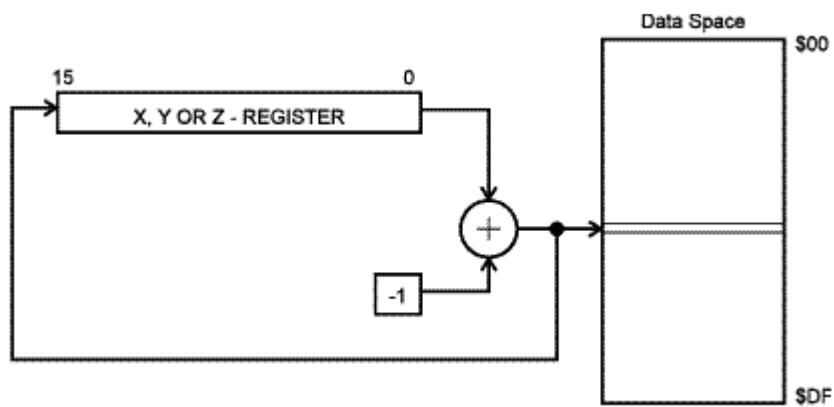 Data Space
$00
15 0
X, Y OR Z - REGISTER
+
-1
$DF